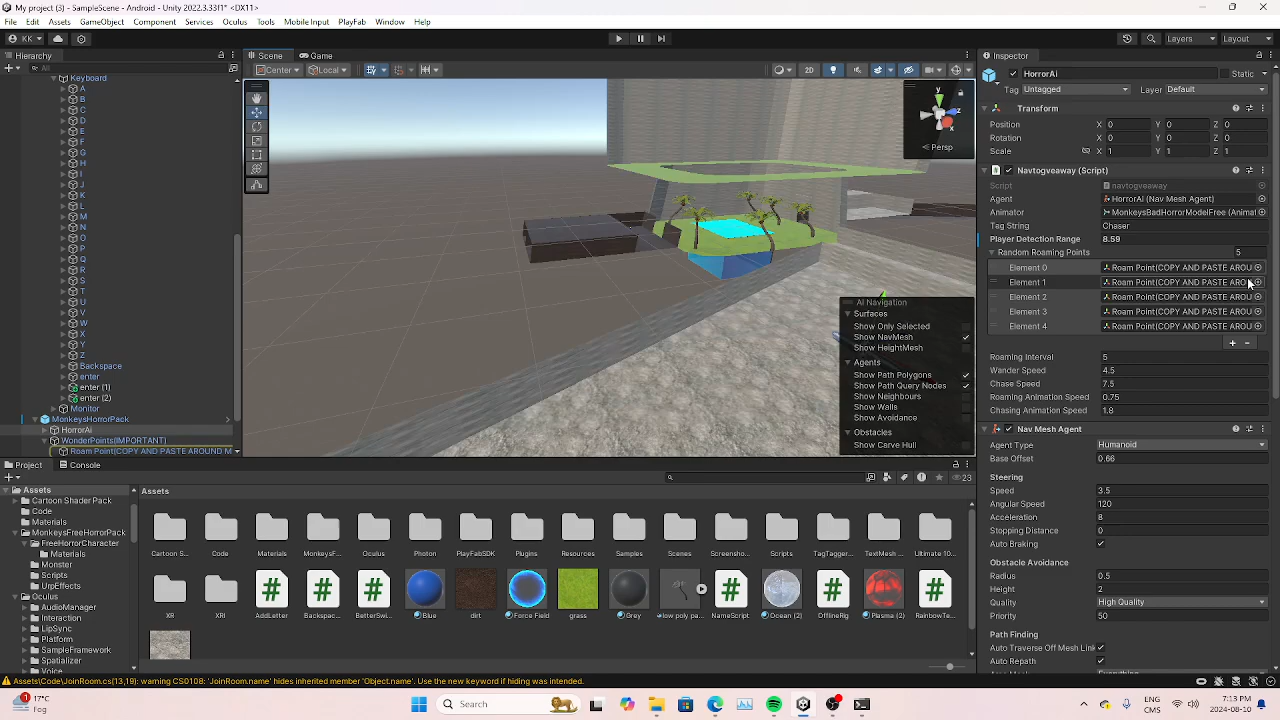 My project (3) - SampleScene - Android - Unity 2022.3.33f1* <DX11>
File Edit Assets GameObject Component Services Oculus Tools Mobile Input PlayFab Window Help
KK
Layers Layout
Hierarchy
All
Keyboard
A
B
C
D
E
F
G
H
I
J
K
L
M
N
O
P
Q
R
S
T
U
V
W
X
Y
Z
Backspace
enter
enter (1)
enter (2)
Monitor
MonkeysHorrorPack
HorrorAi
WonderPoints(IMPORTANT)
Roam Point(COPY AND PASTE AROUND M
Scene Game
Center Local 2D
y
x
Persp
AI Navigation
Surfaces
Show Only Selected
Show NavMesh
Show HeightMesh
Agents
Show Path Polygons
Show Path Query Nodes
Show Neighbours
Show Walls
Show Avoidance
Obstacles
Show Carve Hull
Inspector
HorrorAi Static
Tag Untagged Layer Default
Transform
Position X 0 Y 0 Z 0
Rotation X 0 Y 0 Z 0
Scale X 1 Y 1 Z 1
Navtogveaway (Script)
Script navtogveaway
Agent HorrorAi (Nav Mesh Agent)
Animator MonkeysBadHorrorModelFree (Animat
Tag String Chaser
Player Detection Range 8.59
Random Roaming Points 5
Element 0 Roam Point(COPY AND PASTE AROU
Element 1 Roam Point(COPY AND PASTE AROU
Element 2 Roam Point(COPY AND PASTE AROU
Element 3 Roam Point(COPY AND PASTE AROU
Element 4 Roam Point(COPY AND PASTE AROU
Roaming Interval 5
Wander Speed 4.5
Chase Speed 7.5
Roaming Animation Speed 0.75
Chasing Animation Speed 1.8
Nav Mesh Agent
Agent Type Humanoid
Base Offset 0.66
Steering
Speed 3.5
Angular Speed 120
Acceleration 8
Stopping Distance 0
Auto Braking
Obstacle Avoidance
Radius 0.5
Height 2
Quality High Quality
Priority 50
Path Finding
Auto Traverse Off Mesh Link
Auto Repath
Project Console
23
Assets
Cartoon Shader Pack
Code
Materials
MonkeysFreeHorrorPack
FreeHorrorCharacter
Materials
Monster
Scripts
UrpEffects
Oculus
AudioManager
Interaction
LipSync
Platform
SampleFramework
Spatializer
Voice
Assets
Cartoon S... Code Materials MonkeysF... Oculus Photon PlayFabSDK Plugins Resources Samples Scenes Screensho... Scripts TagTagger... TextMesh ... Ultimate 10...
XR XRI AddLetter Backspac... BetterSwi... Blue dirt Force Field grass Grey low poly pa... NameScript Ocean (2) OfflineRig Plasma (2) RainbowTe...
Assets\Code\JoinRoom.cs(13,19): warning CS0108: 'JoinRoom.name' hides inherited member 'Object.name'. Use the new keyword if hiding was intended.
1
17°C
Fog
Search
ENG
CMS
7:13:10 PM
2024-08-10